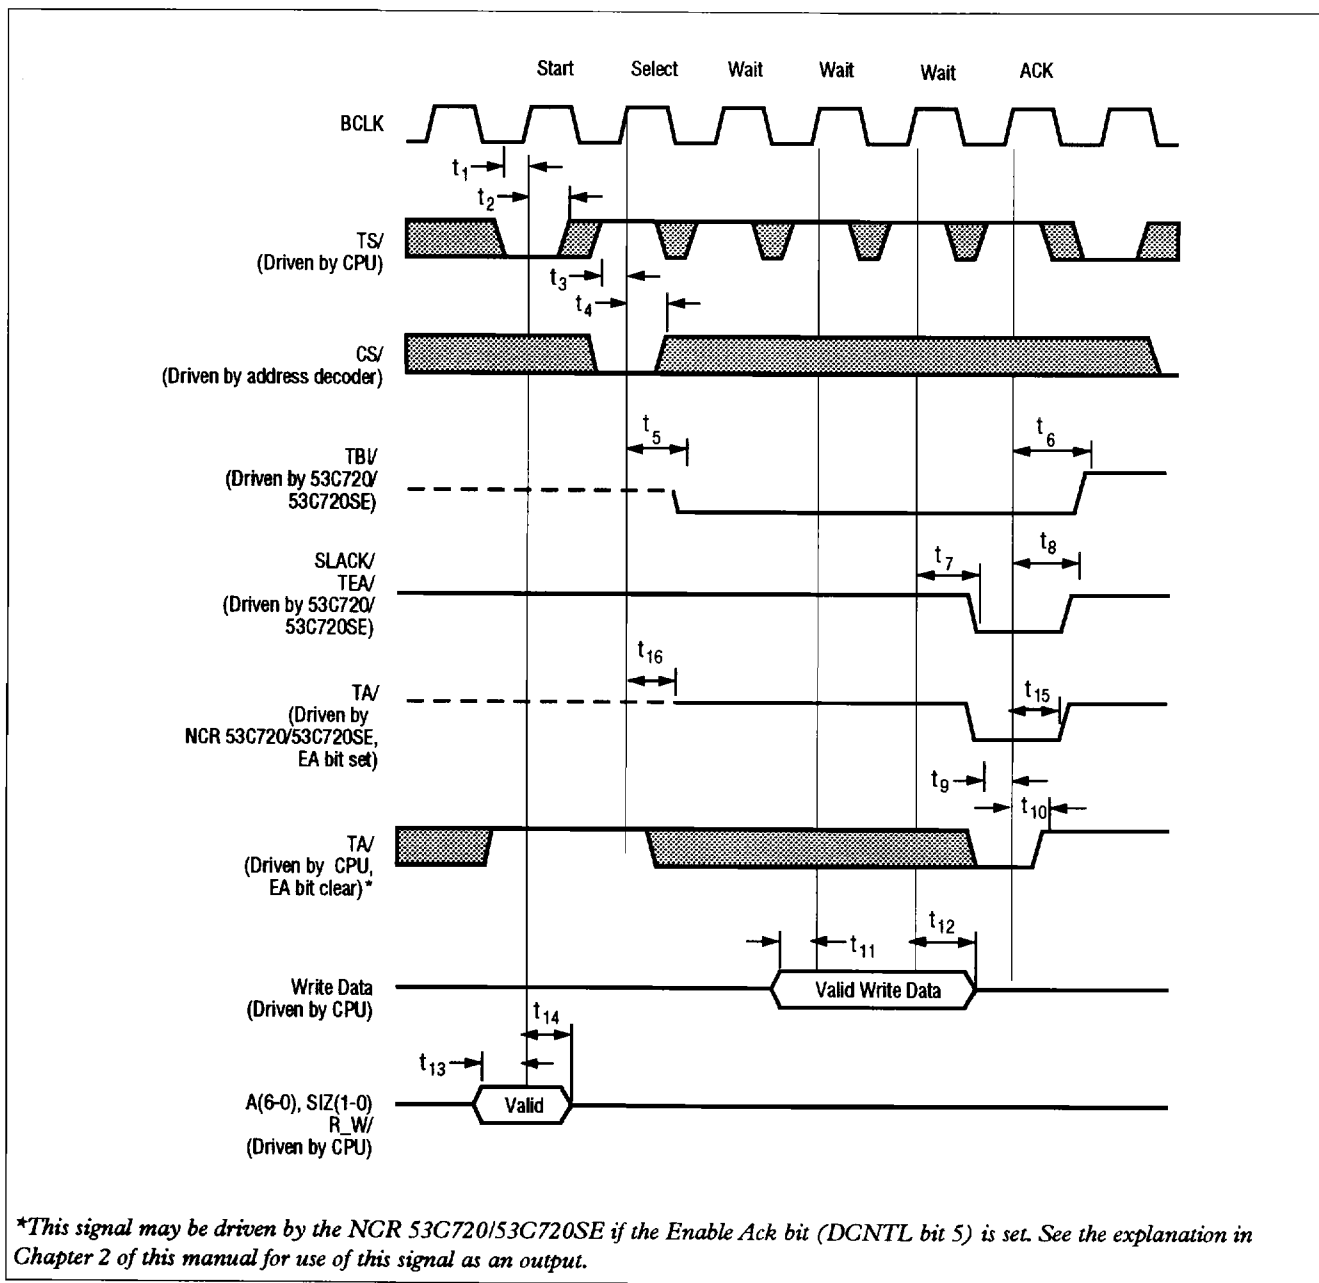 Start Select Wait Wait Wait ACK
BCLK
t1
t2
TS/
(Driven by CPU)
t3
t4
CS/
(Driven by address decoder)
t5
t6
TBI/
(Driven by 53C720/
53C720SE)
SLACK/
TEA/
(Driven by 53C720/
53C720SE)
t7
t8
t16
TA/
(Driven by
NCR 53C720/53C720SE,
EA bit set)
t15
t9
t10
TA/
(Driven by CPU,
EA bit clear)*
t12
t11
Write Data
(Driven by CPU)
Valid Write Data
t14
t13
A(6-0), SIZ(1-0)
R_W/
(Driven by CPU)
Valid
*This signal may be driven by the NCR 53C720/53C720SE if the Enable Ack bit (DCNTL bit 5) is set. See the explanation in
Chapter 2 of this manual for use of this signal as an output.